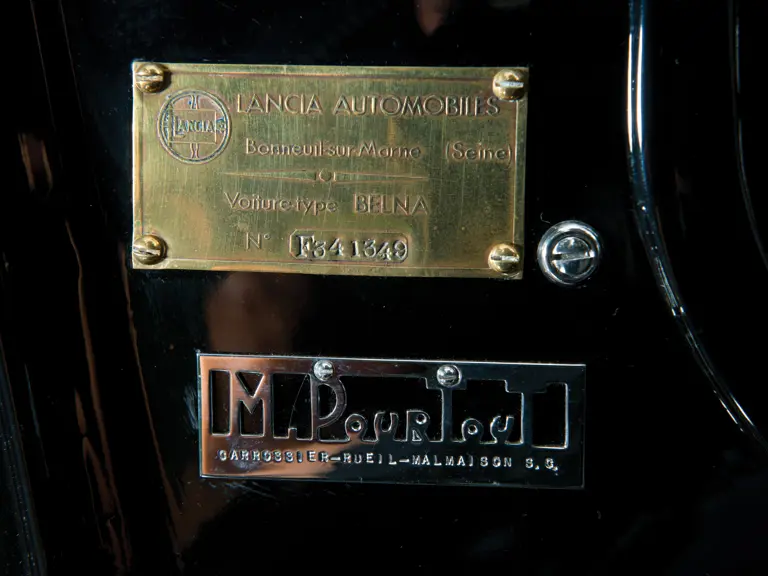 LANCIA AUTOMOBILES
LANCIA
Bonneuil-sur-Marne (Seine)
Voiture-type BELNA
N° F341349
MAPourtout
CARROSSIER-RUEIL-MALMAISON S.O.